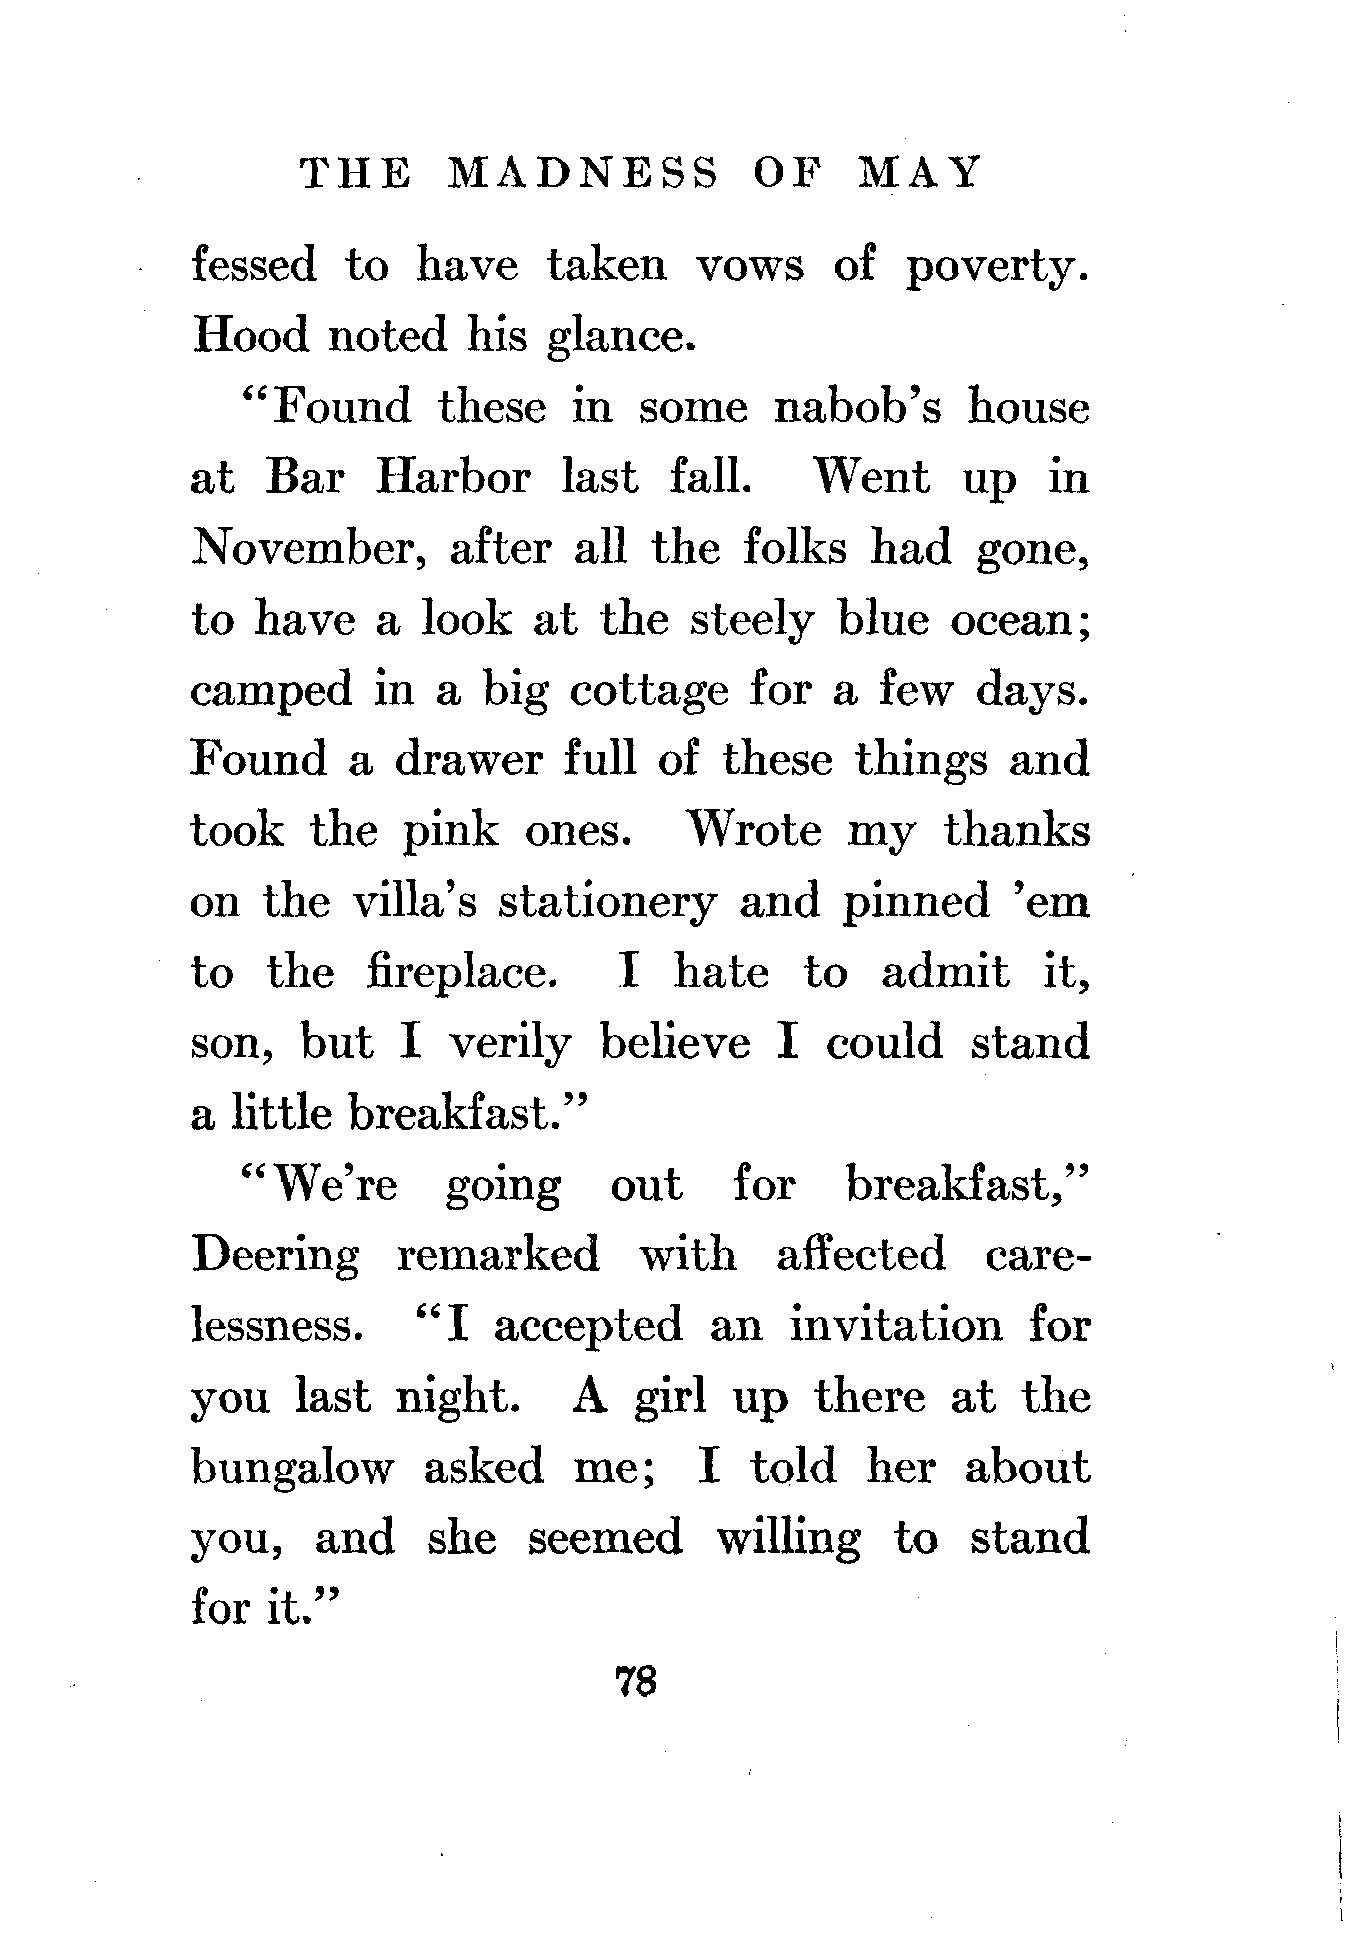 THE MADNESS OF MAY
fessed to have taken vows of poverty.
Hood noted his glance.
“Found these in some nabob’s house
at Bar Harbor last fall. Went up in
November, after all the folks had gone,
to have a look at the steely blue ocean;
camped in a big cottage for a few days.
Found a drawer full of these things and
took the pink ones. Wrote my thanks
on the villa’s stationery and pinned ’em
to the fireplace. I hate to admit it,
son, but I verily believe I could stand
a little breakfast.”
“We’re going out for breakfast,”
Deering remarked with affected care-
lessness. “I accepted an invitation for
you last night. A girl up there at the
bungalow asked me; I told her about
you, and she seemed willing to stand
for it.”
78